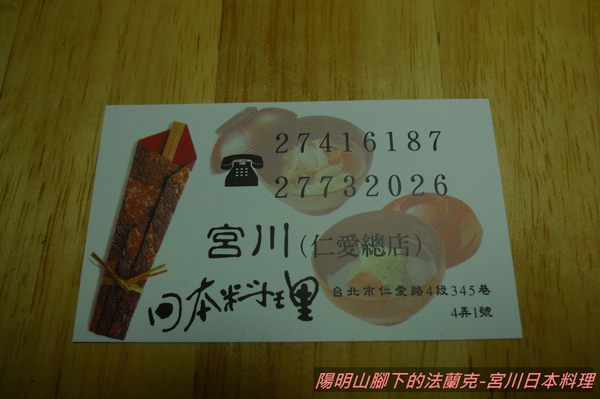 27416187
27732026
宮川(仁愛總店)
日本料理
台北市仁愛路4段345巷
4弄1號
陽明山腳下的法蘭克-宮川日本料理